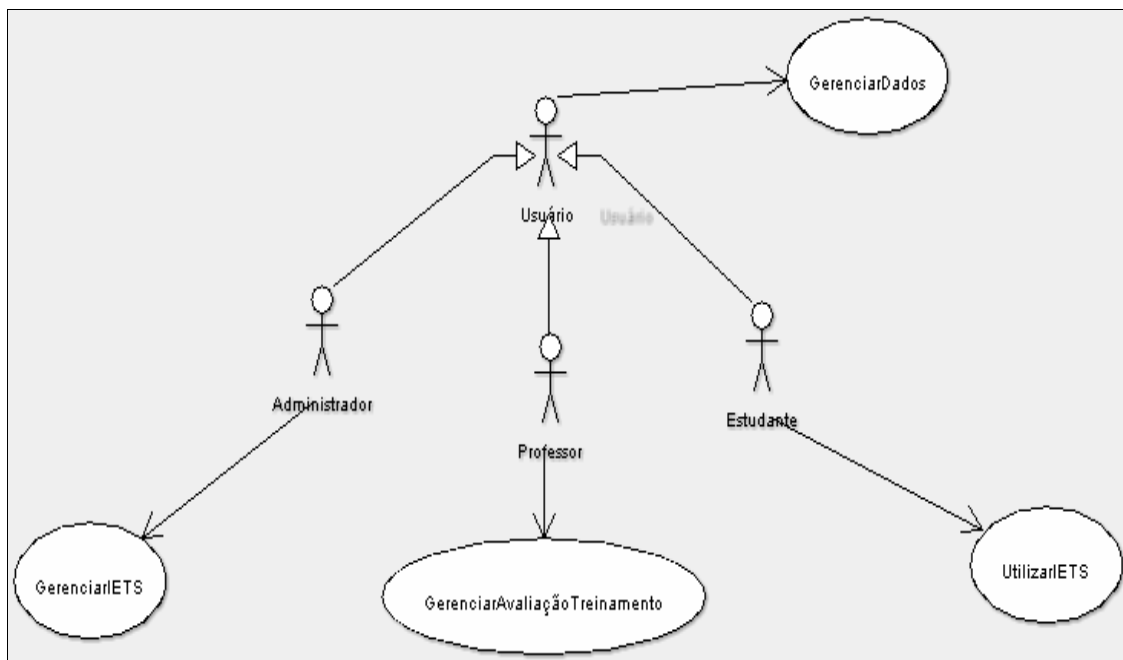 GerenciarDados
Usuário
Usuário
Administrador
Estudante
Professor
GerenciarIETS
GerenciarAvaliaçãoTreinamento
UtilizarIETS